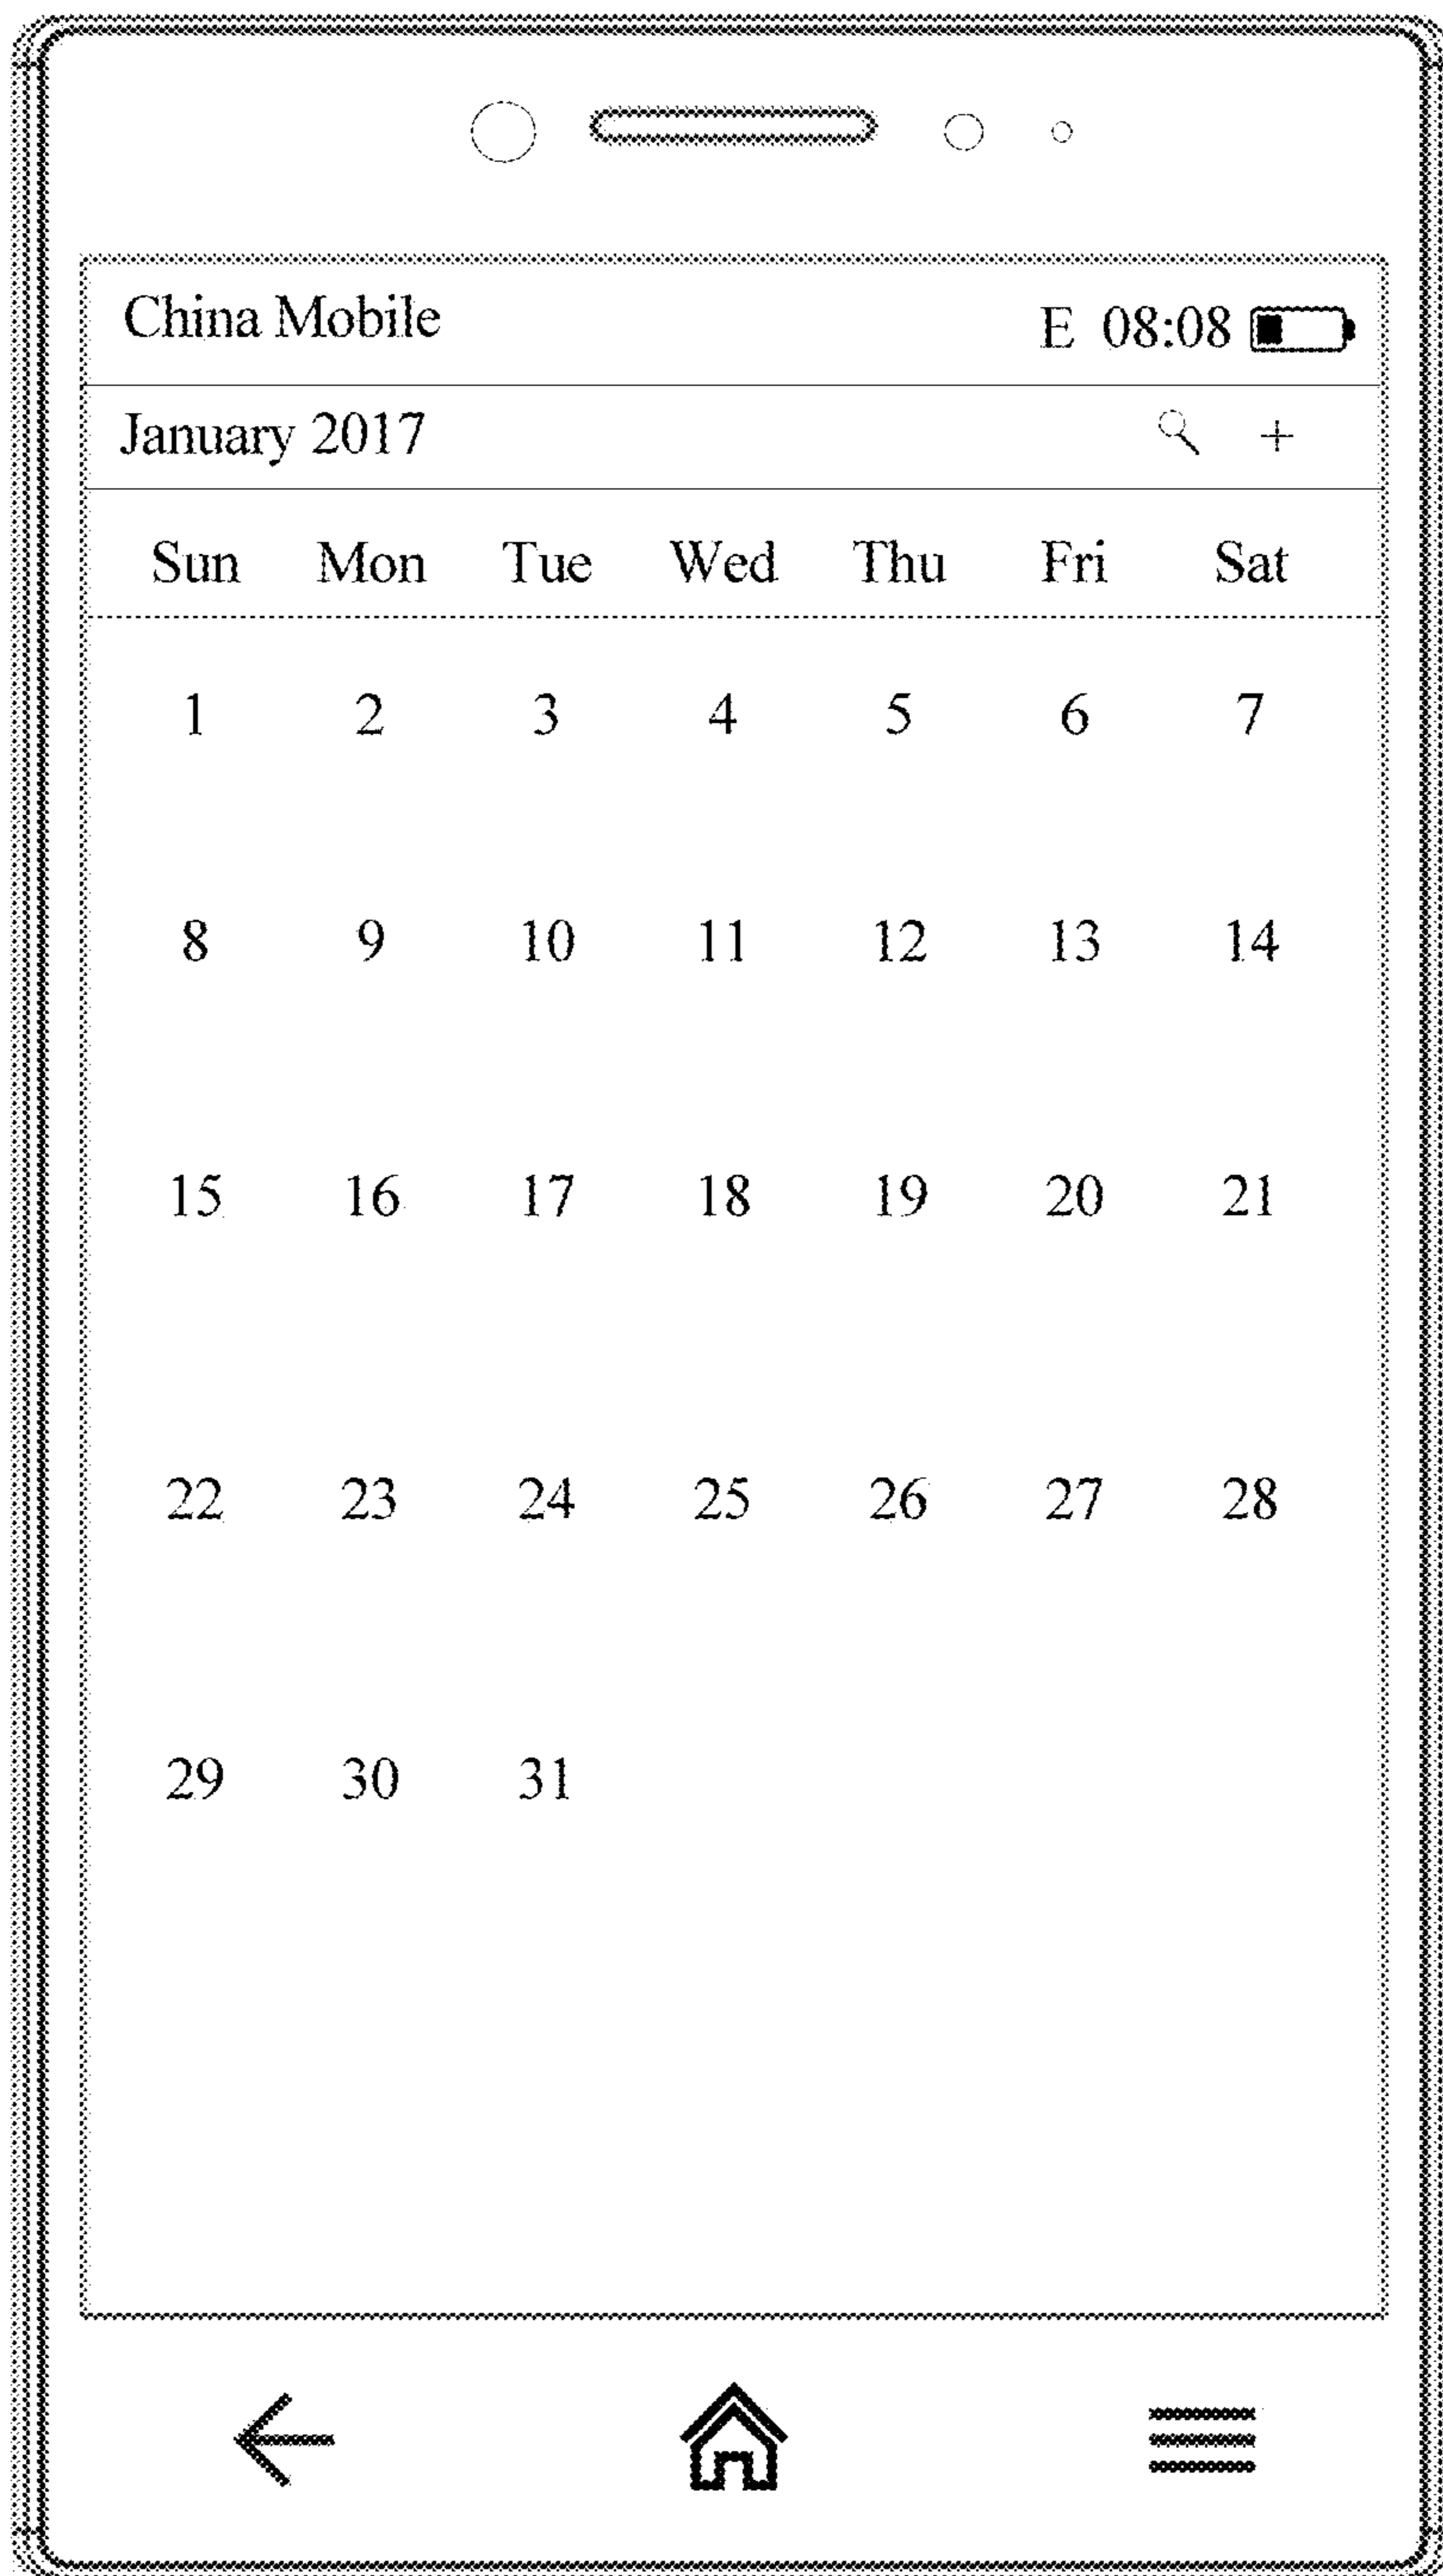 China Mobile E 08:08
January 2017 +
Sun Mon Tue Wed Thu Fri Sat
1 2 3 4 5 6 7
8 9 10 11 12 13 14
15 16 17 18 19 20 21
22 23 24 25 26 27 28
29 30 31